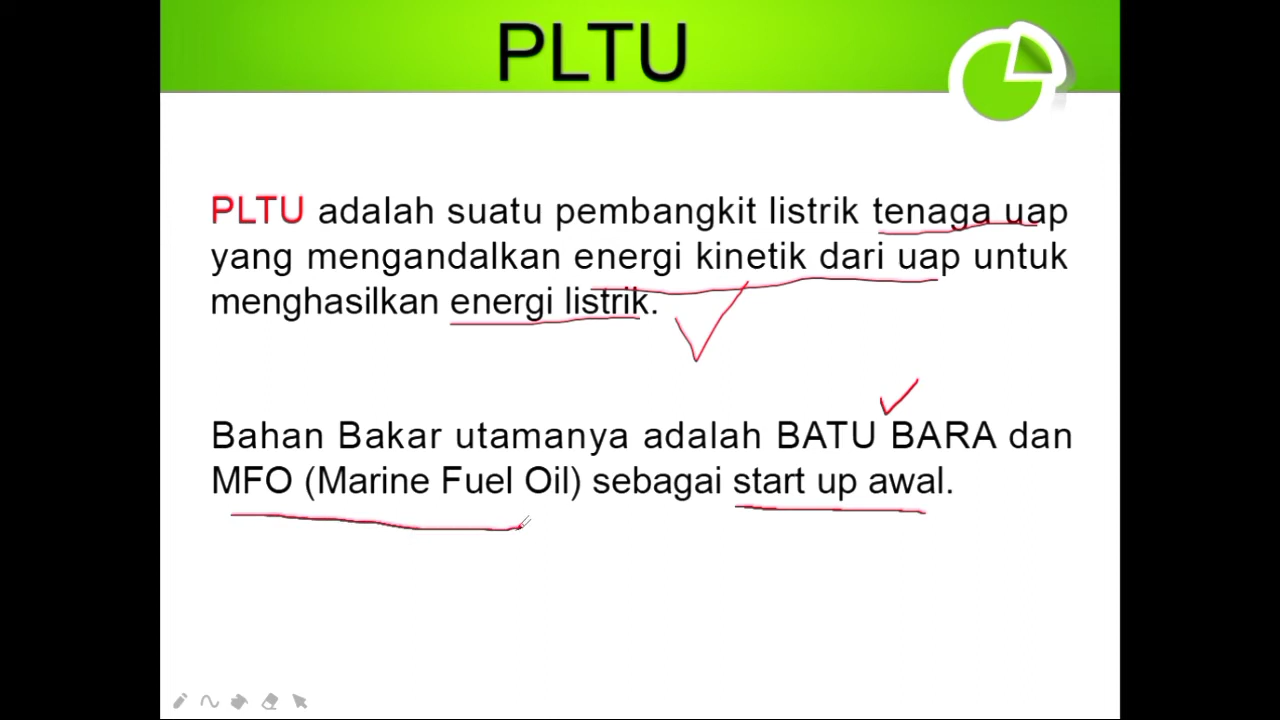 PLTU
PLTU adalah suatu pembangkit listrik tenaga uap
yang mengandalkan energi kinetik dari uap untuk
menghasilkan energi listrik.
Bahan Bakar utamanya adalah BATU BARA dan
MFO (Marine Fuel Oil) sebagai start up awal.